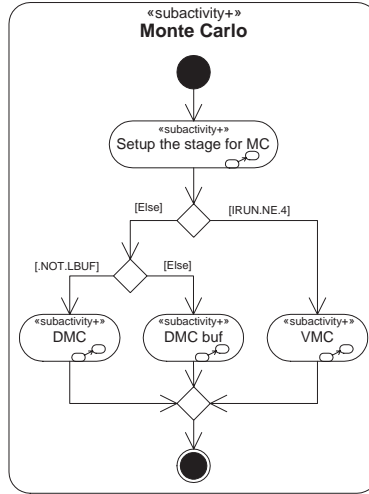 «subactivity+»
Monte Carlo
«subactivity+»
Setup the stage for MC
[Else]
[IRUN.NE.4]
[.NOT.LBUF]
[Else]
«subactivity+»
DMC
«subactivity+»
DMC buf
«subactivity+»
VMC